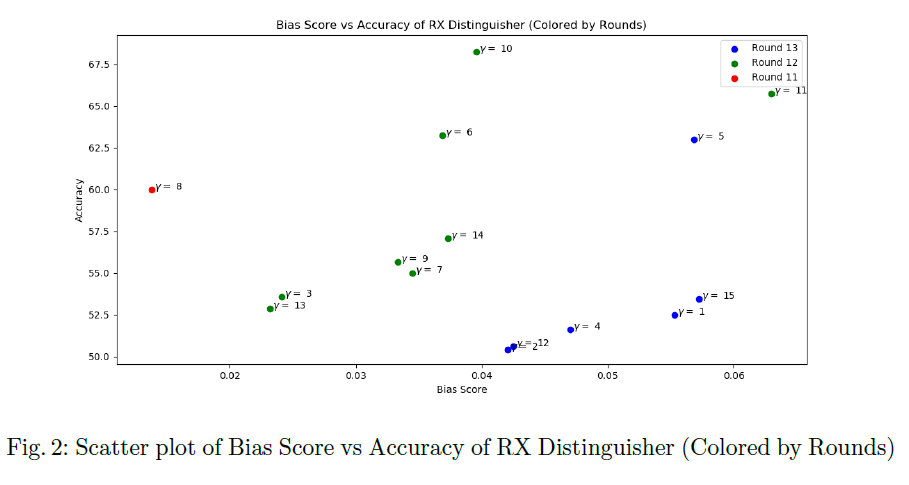 Bias Score vs Accuracy of RX Distinguisher (Colored by Rounds)
Round 13
Round 12
Round 11
γ = 10
γ = 11
γ = 6
γ = 5
γ = 8
γ = 14
γ = 9
γ = 7
γ = 3
γ = 13
γ = 15
γ = 1
γ = 4
γ = 12
γ = 2
67.5
65.0
62.5
60.0
57.5
55.0
52.5
50.0
Accuracy
0.02 0.03 0.04 0.05 0.06
Bias Score
Fig. 2: Scatter plot of Bias Score vs Accuracy of RX Distinguisher (Colored by Rounds)